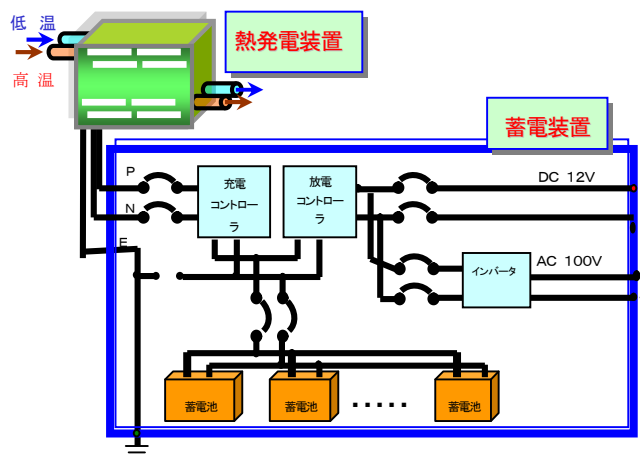 低 温
高 温
熱発電装置
蓄電装置
P
N
E
充電
コントロー
ラ
放電
コントロー
ラ
DC 12V
インバータ
AC 100V
蓄電池
蓄電池
蓄電池